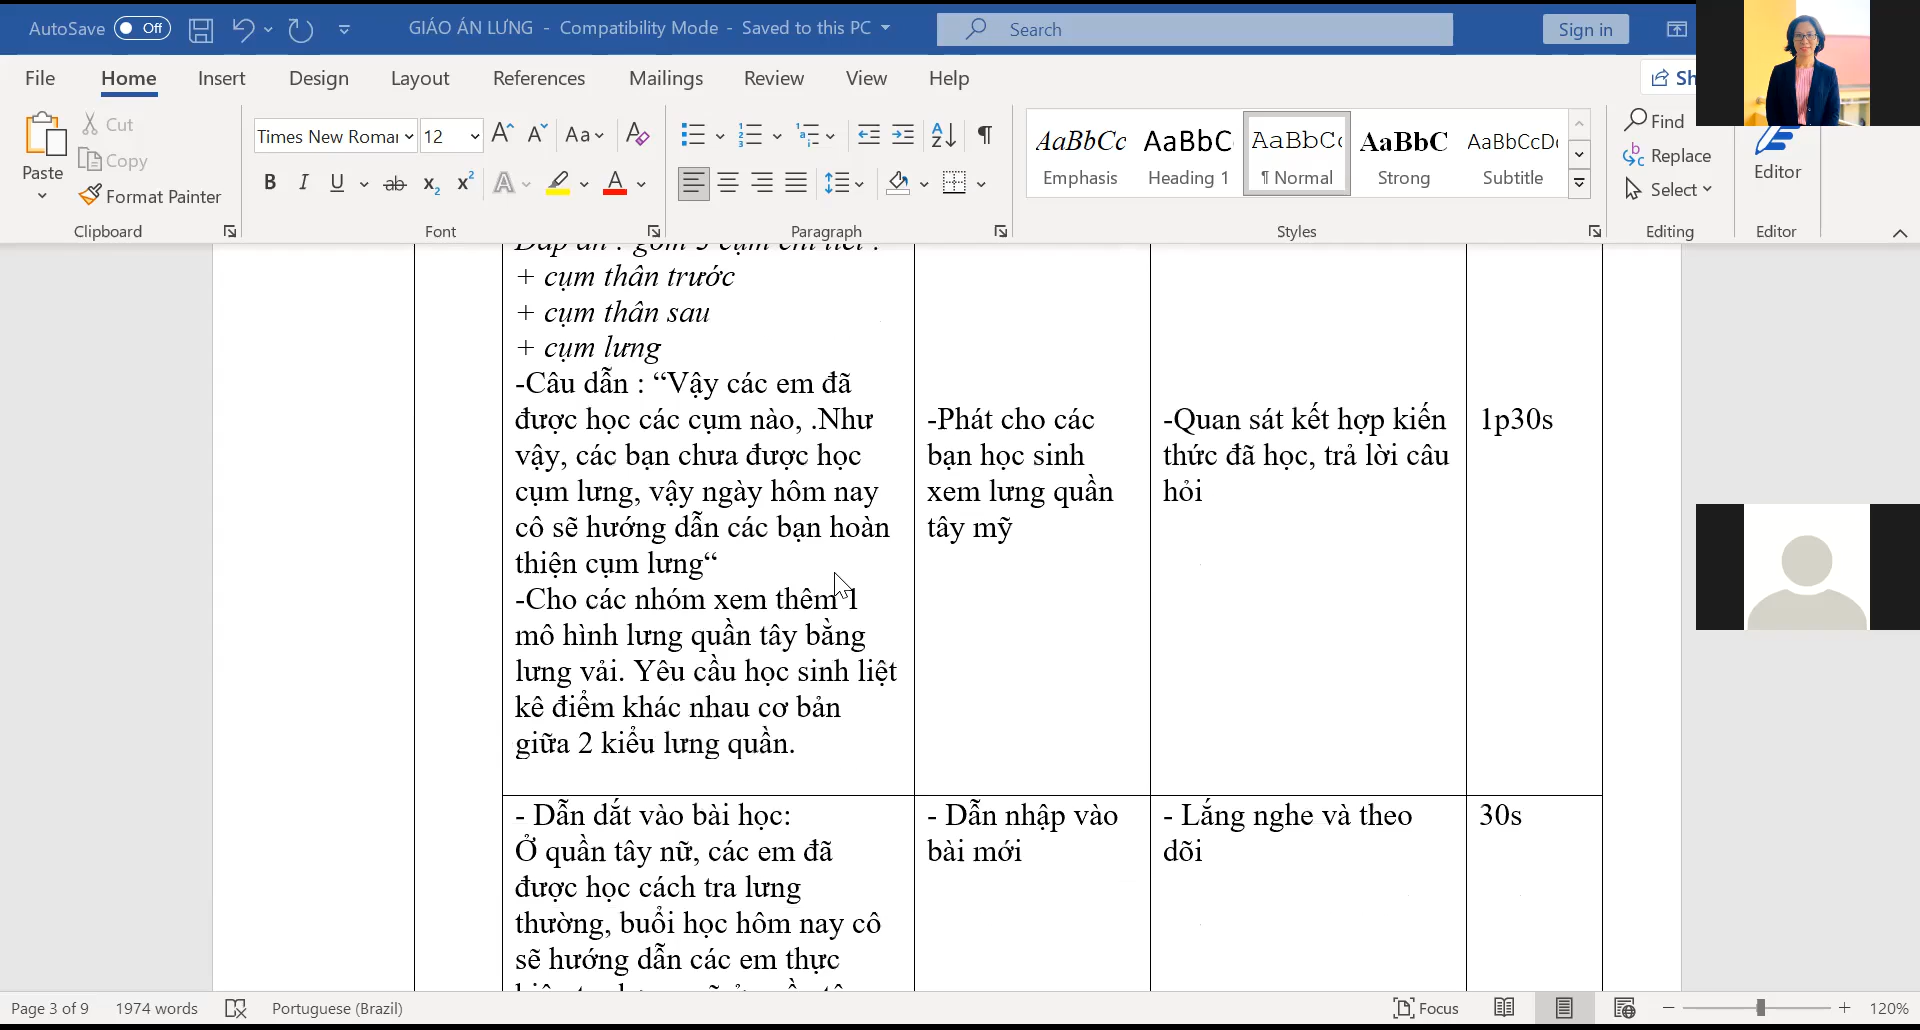 AutoSave Off GIÁO ÁN LƯNG - Compatibility Mode - Saved to this PC Search Sign in
File Home Insert Design Layout References Mailings Review View Help Sh
Paste
Cut
Copy
Format Painter
Clipboard
Times New Roman 12
Font
Paragraph
AaBbCc AaBbC AaBbCc AaBbC AaBbCcDc
Emphasis Heading 1 ¶ Normal Strong Subtitle
Styles
Find
Replace
Select
Editing
Editor
Editor
Đáp án : gồm 3 cụm chi tiết :
+ cụm thân trước
+ cụm thân sau
+ cụm lưng
-Câu dẫn : “Vậy các em đã
được học các cụm nào, .Như
vậy, các bạn chưa được học
cụm lưng, vậy ngày hôm nay
cô sẽ hướng dẫn các bạn hoàn
thiện cụm lưng“
-Cho các nhóm xem thêm 1
mô hình lưng quần tây bằng
lưng vải. Yêu cầu học sinh liệt
kê điểm khác nhau cơ bản
giữa 2 kiểu lưng quần.
-Phát cho các
bạn học sinh
xem lưng quần
tây mỹ
-Quan sát kết hợp kiến
thức đã học, trả lời câu
hỏi
1p30s
- Dẫn dắt vào bài học:
Ở quần tây nữ, các em đã
được học cách tra lưng
thường, buổi học hôm nay cô
sẽ hướng dẫn các em thực
- Dẫn nhập vào
bài mới
- Lắng nghe và theo
dõi
30s
Page 3 of 9 1974 words Portuguese (Brazil) Focus 120%